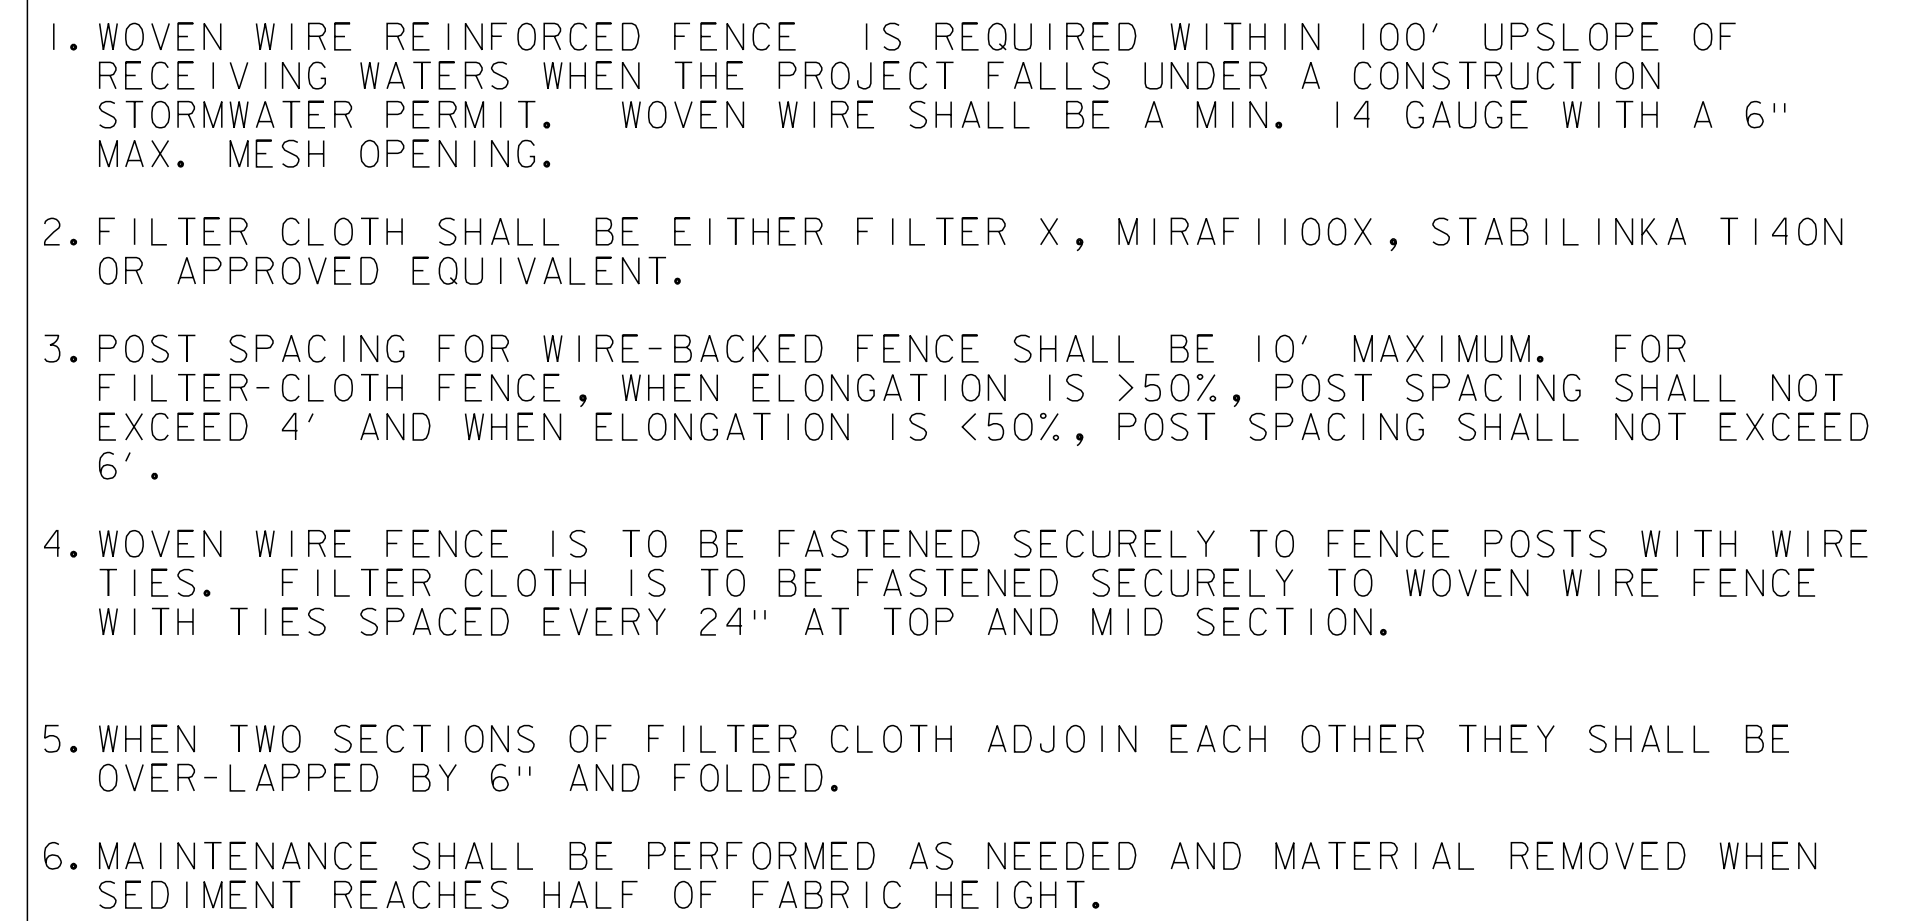 1. WOVEN WIRE REINFORCED FENCE IS REQUIRED WITHIN 100' UPSLOPE OF
RECEIVING WATERS WHEN THE PROJECT FALLS UNDER A CONSTRUCTION
STORMWATER PERMIT. WOVEN WIRE SHALL BE A MIN. 14 GAUGE WITH A 6"
MAX. MESH OPENING.
2. FILTER CLOTH SHALL BE EITHER FILTER X, MIRAFI100X, STABILINKA T140N
OR APPROVED EQUIVALENT.
3. POST SPACING FOR WIRE-BACKED FENCE SHALL BE 10' MAXIMUM. FOR
FILTER-CLOTH FENCE, WHEN ELONGATION IS >50%, POST SPACING SHALL NOT
EXCEED 4' AND WHEN ELONGATION IS <50%, POST SPACING SHALL NOT EXCEED
6'.
4. WOVEN WIRE FENCE IS TO BE FASTENED SECURELY TO FENCE POSTS WITH WIRE
TIES. FILTER CLOTH IS TO BE FASTENED SECURELY TO WOVEN WIRE FENCE
WITH TIES SPACED EVERY 24" AT TOP AND MID SECTION.
5. WHEN TWO SECTIONS OF FILTER CLOTH ADJOIN EACH OTHER THEY SHALL BE
OVER-LAPPED BY 6" AND FOLDED.
6. MAINTENANCE SHALL BE PERFORMED AS NEEDED AND MATERIAL REMOVED WHEN
SEDIMENT REACHES HALF OF FABRIC HEIGHT.